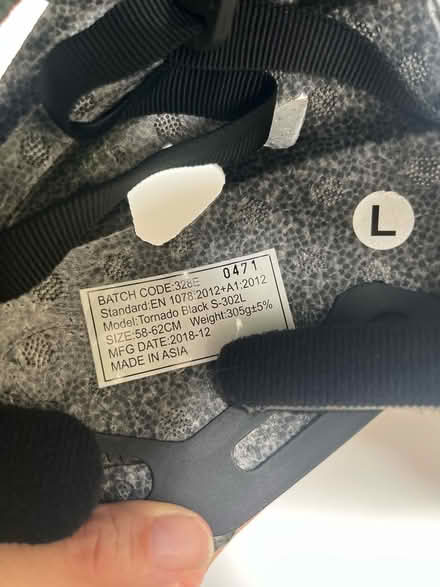 L
0471
BATCH CODE:328E
Standard:EN 1078:2012+A1:2012
Model:Tornado Black S-302L
SIZE:58-62CM Weight:305g±5%
MFG DATE:2018-12
MADE IN ASIA